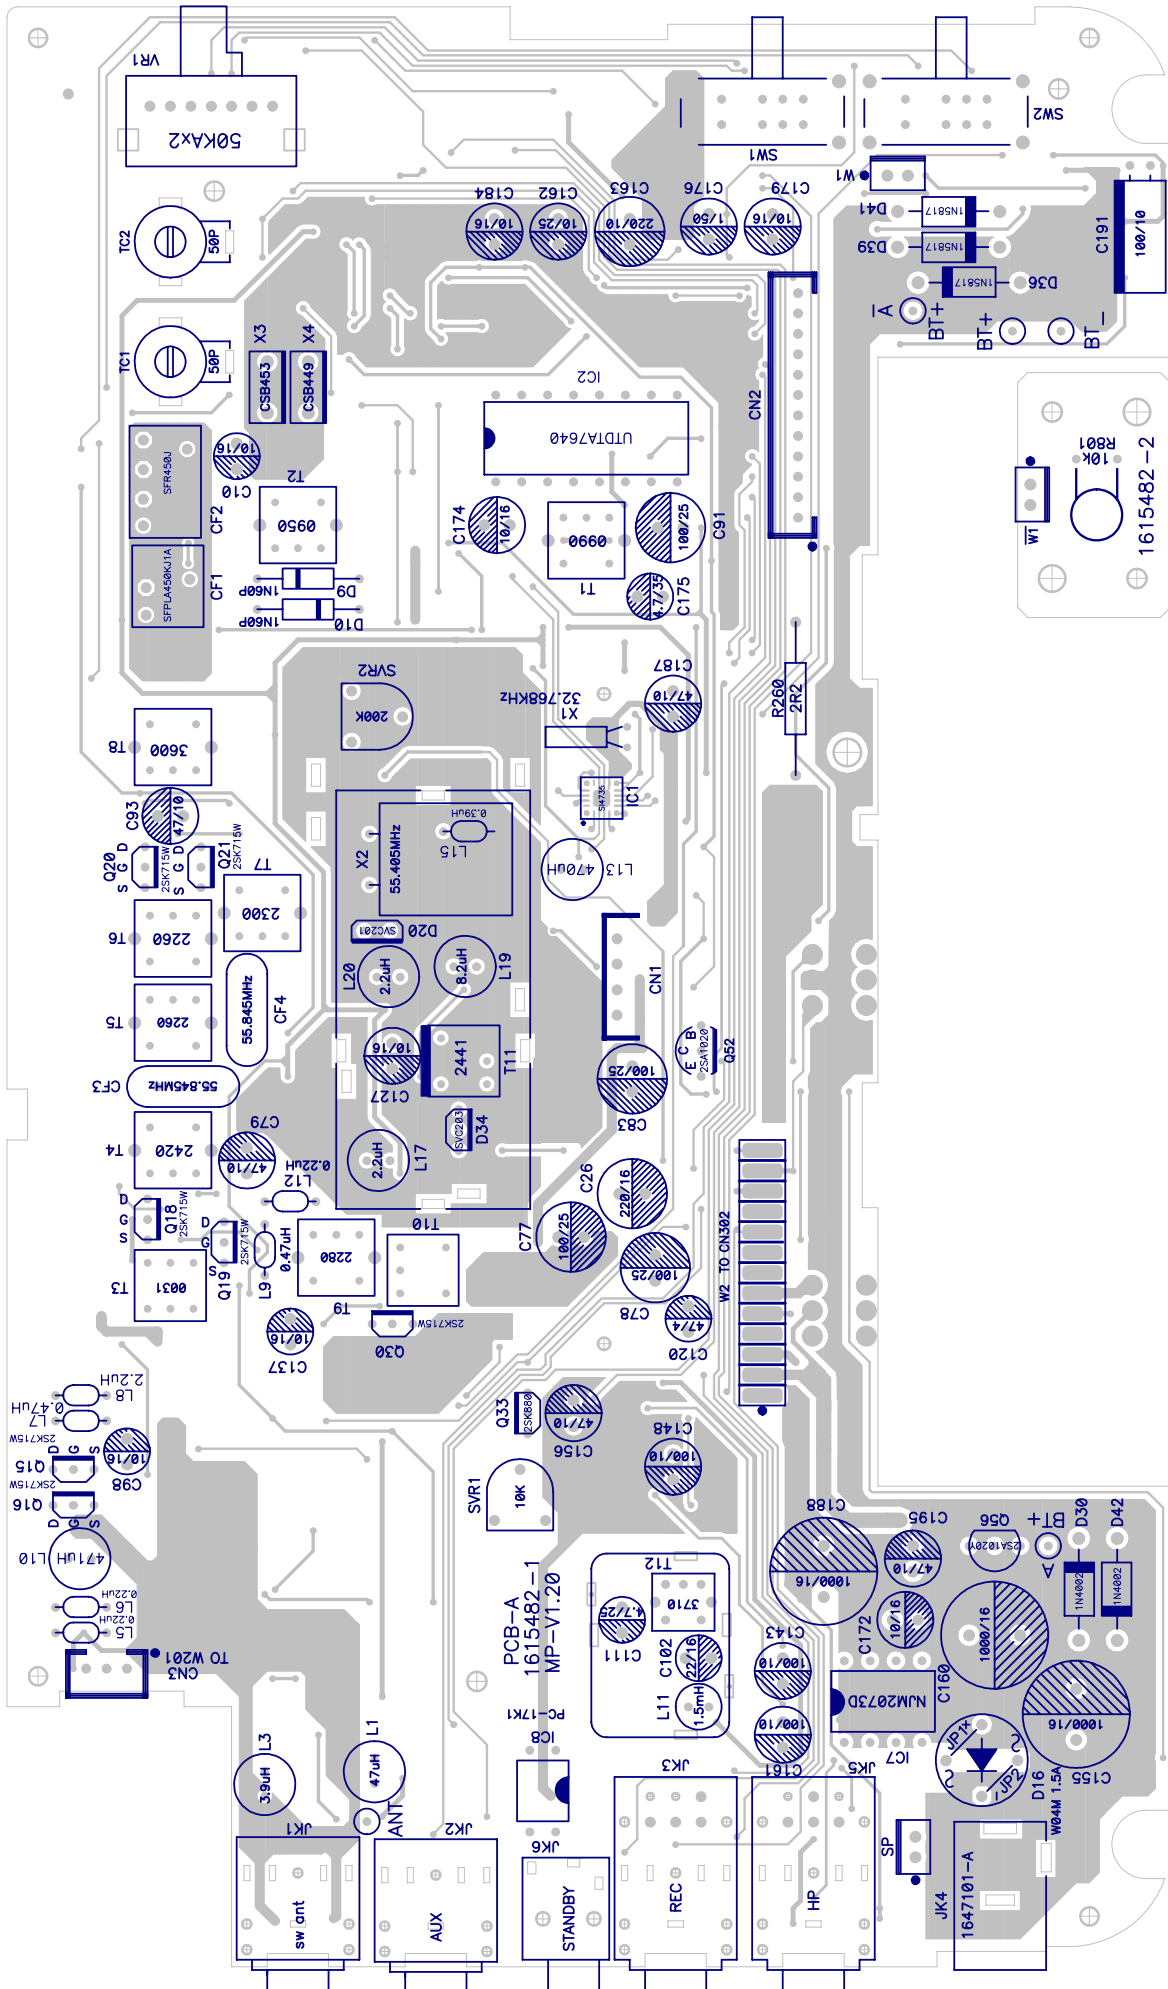 VR1
50KAx2
SW1
SW2
W1
C184
10/16
C162
10/25
C163
220/10
C176
1/50
C179
10/16
D41
1N5817
D39
1N5817
D36
1N5817
C191
100/10
A
BT+
BT+
BT-
TC2
50P
TC1
50P
X3
CSB453
X4
CSB449
IC2
UTDTA7640
CN2
SFR450J
CF2
C10
10/16
T2
0950
SFPLA450KJ1A
CF1
1N60P
D9
1N60P
D10
C174
10/16
0990
T1
C91
100/25
C175
4.7/35
W1
R801
10k
1615482-2
SVR2
200K
32.768KHz
X1
C187
47/10
R260
2R2
T8
3600
C93
47/10
Q20
S G D
2SK715W
Q21
S G D
2SK715W
T7
2300
X2
55.405MHz
0.39uH
L15
SI4735
IC1
L13
470uH
T6
2260
SVC201
D20
L20
2.2uH
8.2uH
L19
CN1
T5
2260
55.845MHz
CF4
CF3
55.845MHz
10/16
C127
2441
T11
E C B
2SA1020
Q52
100/25
C83
T4
2420
C79
47/10
L17
2.2uH
SVC203
D34
0.22uH
L12
D
G
S
Q18
2SK715W
D
G
S
Q19
2SK715W
C26
220/16
C77
100/25
T3
0031
L9
0.47uH
2280
T9
T10
C78
100/25
W2 TO CN302
C137
10/16
Q30
2SK715W
C120
47/4
2.2uH
L8
0.47uH
L7
2SK715W
Q15
D G S
2SK715W
Q16
D G S
C98
10/16
Q33
2SK880
C156
47/10
C148
100/10
SVR1
10K
L10
471uH
0.22uH
L6
0.22uH
L5
CN3
TO W201
PCB-A
1615482-1
MP-V1.20
T12
3710
4.7/25
C111
C102
22/16
L11
1.5mH
C188
1000/16
C195
47/10
Q56
2SA1020Y
BT+
A
D30
1N4002
D42
1N4002
C172
10/16
C160
1000/16
C143
100/10
C161
100/10
NJM2073D
IC7
C155
1000/16
JP1
JP2
D16
W04M 1.5A
L3
3.9uH
L1
47uH
ANT
PC-17K1
IC8
JK1
sw ant
JK2
AUX
JK6
STANDBY
JK3
REC
JK5
HP
SP
JK4
1647101-A